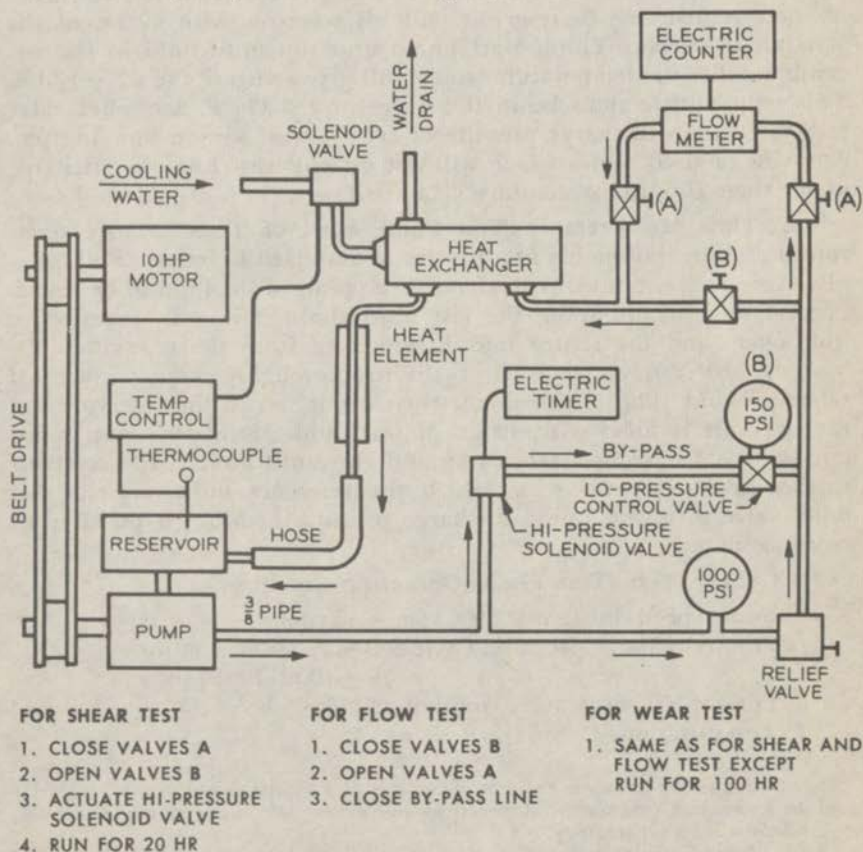 ELECTRIC
COUNTER
FLOW
METER
WATER
DRAIN
SOLENOID
VALVE
COOLING
WATER
(A)
(A)
10 HP
MOTOR
HEAT
EXCHANGER
(B)
HEAT
ELEMENT
ELECTRIC
TIMER
(B)
150
PSI
TEMP
CONTROL
BY-PASS
THERMOCOUPLE
LO-PRESSURE
CONTROL VALVE
BELT DRIVE
HI-PRESSURE
SOLENOID VALVE
RESERVOIR
HOSE
1000
PSI
3/8 PIPE
PUMP
RELIEF
VALVE
FOR SHEAR TEST
1. CLOSE VALVES A
2. OPEN VALVES B
3. ACTUATE HI-PRESSURE
SOLENOID VALVE
4. RUN FOR 20 HR
FOR FLOW TEST
1. CLOSE VALVES B
2. OPEN VALVES A
3. CLOSE BY-PASS LINE
FOR WEAR TEST
1. SAME AS FOR SHEAR AND
FLOW TEST EXCEPT
RUN FOR 100 HR